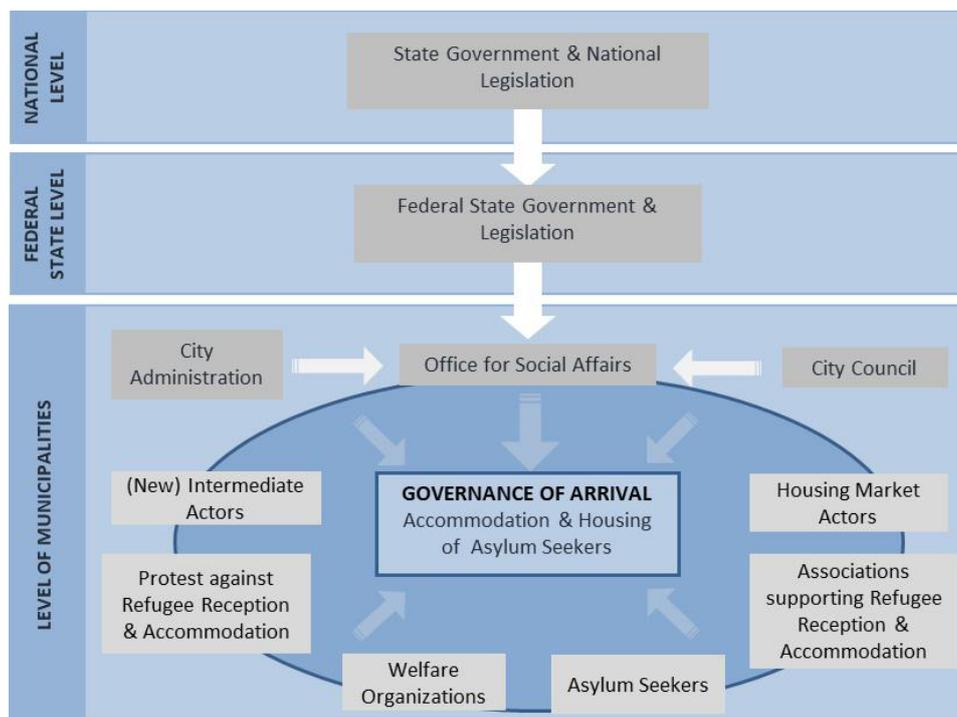 NATIONAL
LEVEL
State Government & National
Legislation
FEDERAL
STATE LEVEL
Federal State Government &
Legislation
LEVEL OF MUNICIPALITIES
City
Administration
Office for Social Affairs
City Council
(New) Intermediate
Actors
GOVERNANCE OF ARRIVAL
Accommodation & Housing
of Asylum Seekers
Housing Market
Actors
Protest against
Refugee Reception
& Accommodation
Associations
supporting Refugee
Reception &
Accommodation
Welfare
Organizations
Asylum Seekers